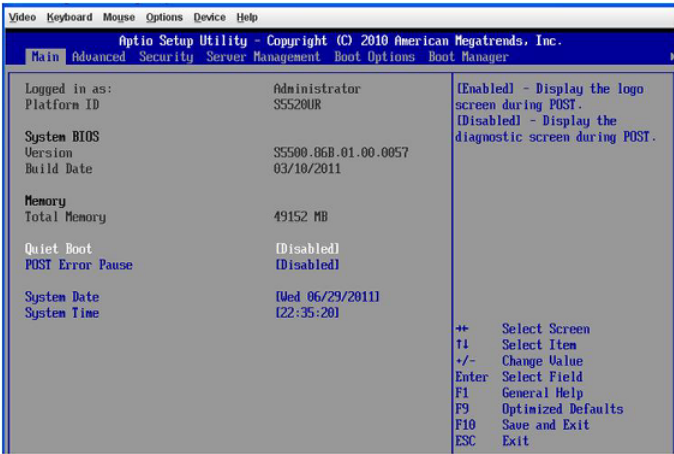 Video Keyboard Mouse Options Device Help
Aptio Setup Utility - Copyright (C) 2010 American Megatrends, Inc.
Main Advanced Security Server Management Boot Options Boot Manager
Logged in as: Administrator
Platform ID S5520UR
System BIOS
Version S5500.86B.01.00.0057
Build Date 03/10/2011
Memory
Total Memory 49152 MB
Quiet Boot [Disabled]
POST Error Pause [Disabled]
System Date [Wed 06/29/2011]
System Time [22:35:20]
[Enabled] - Display the logo
screen during POST.
[Disabled] - Display the
diagnostic screen during POST.
→← Select Screen
↑↓ Select Item
+/- Change Value
Enter Select Field
F1 General Help
F9 Optimized Defaults
F10 Save and Exit
ESC Exit